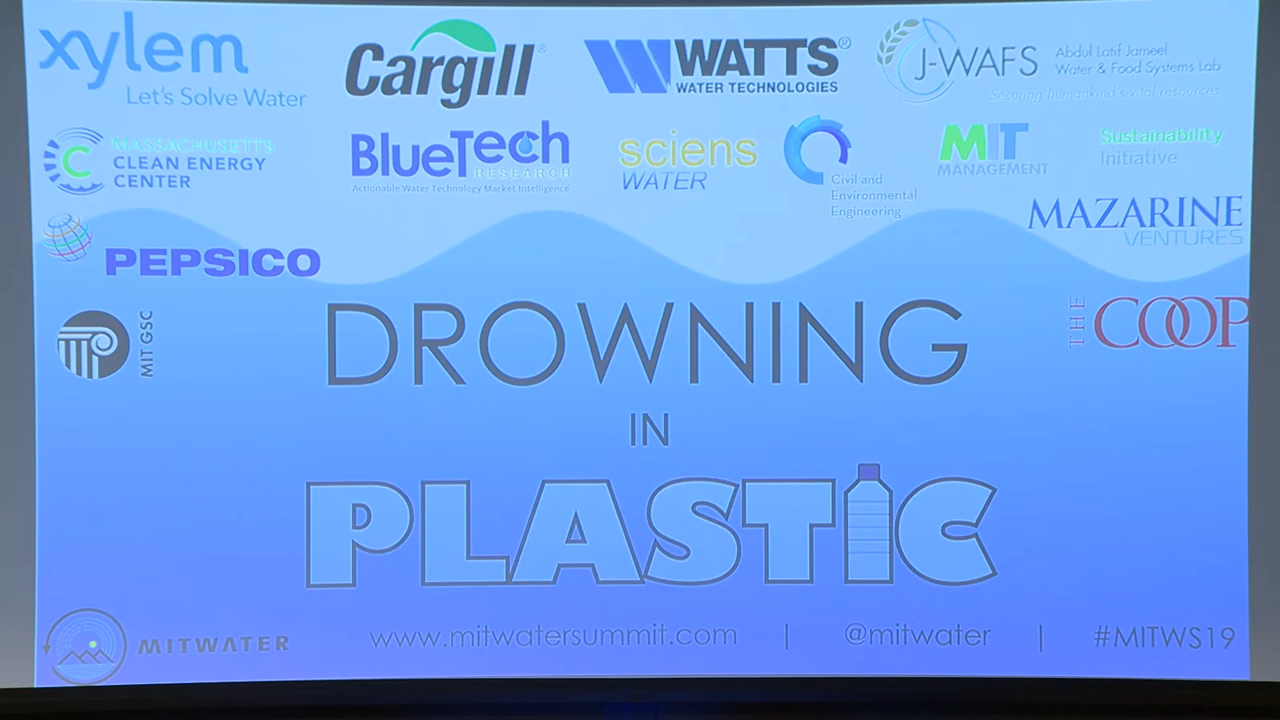 xylem
Let's Solve Water
Cargill®
WATTS®
WATER TECHNOLOGIES
J-WAFS
Abdul Latif Jameel
Water & Food Systems Lab
Securing humankind's vital resources
MASSACHUSETTS
CLEAN ENERGY
CENTER
BlueTech
RESEARCH
Actionable Water Technology Market Intelligence
sciens
WATER
Civil and
Environmental
Engineering
MIT
MANAGEMENT
Sustainability
Initiative
PEPSICO
MAZARINE
VENTURES
MIT GSC
THE COOP
DROWNING
IN
PLASTIC
MITWATER
www.mitwatersummit.com | @mitwater | #MITWS19